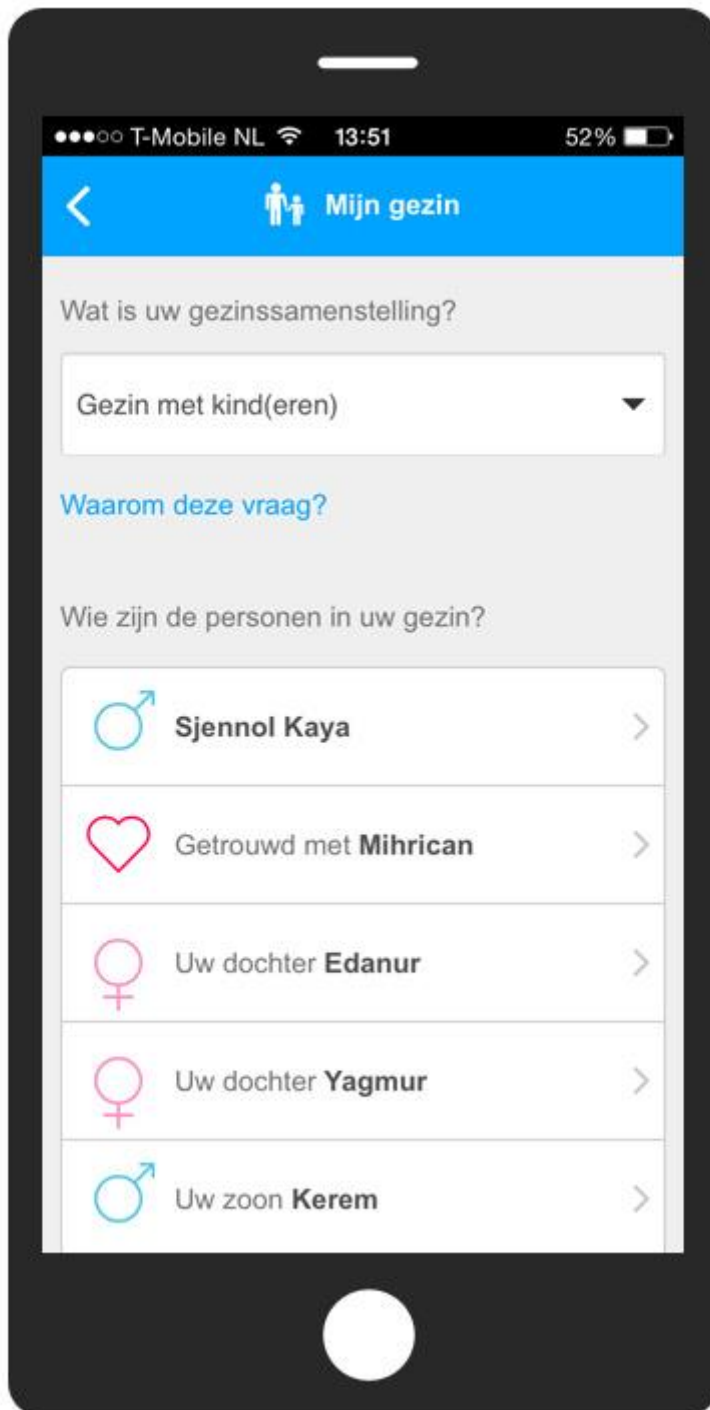 T-Mobile NL 13:51 52%
Mijn gezin
Wat is uw gezinssamenstelling?
Gezin met kind(eren)
Waarom deze vraag?
Wie zijn de personen in uw gezin?
Sjennol Kaya
Getrouwd met Mihrican
Uw dochter Edanur
Uw dochter Yagmur
Uw zoon Kerem